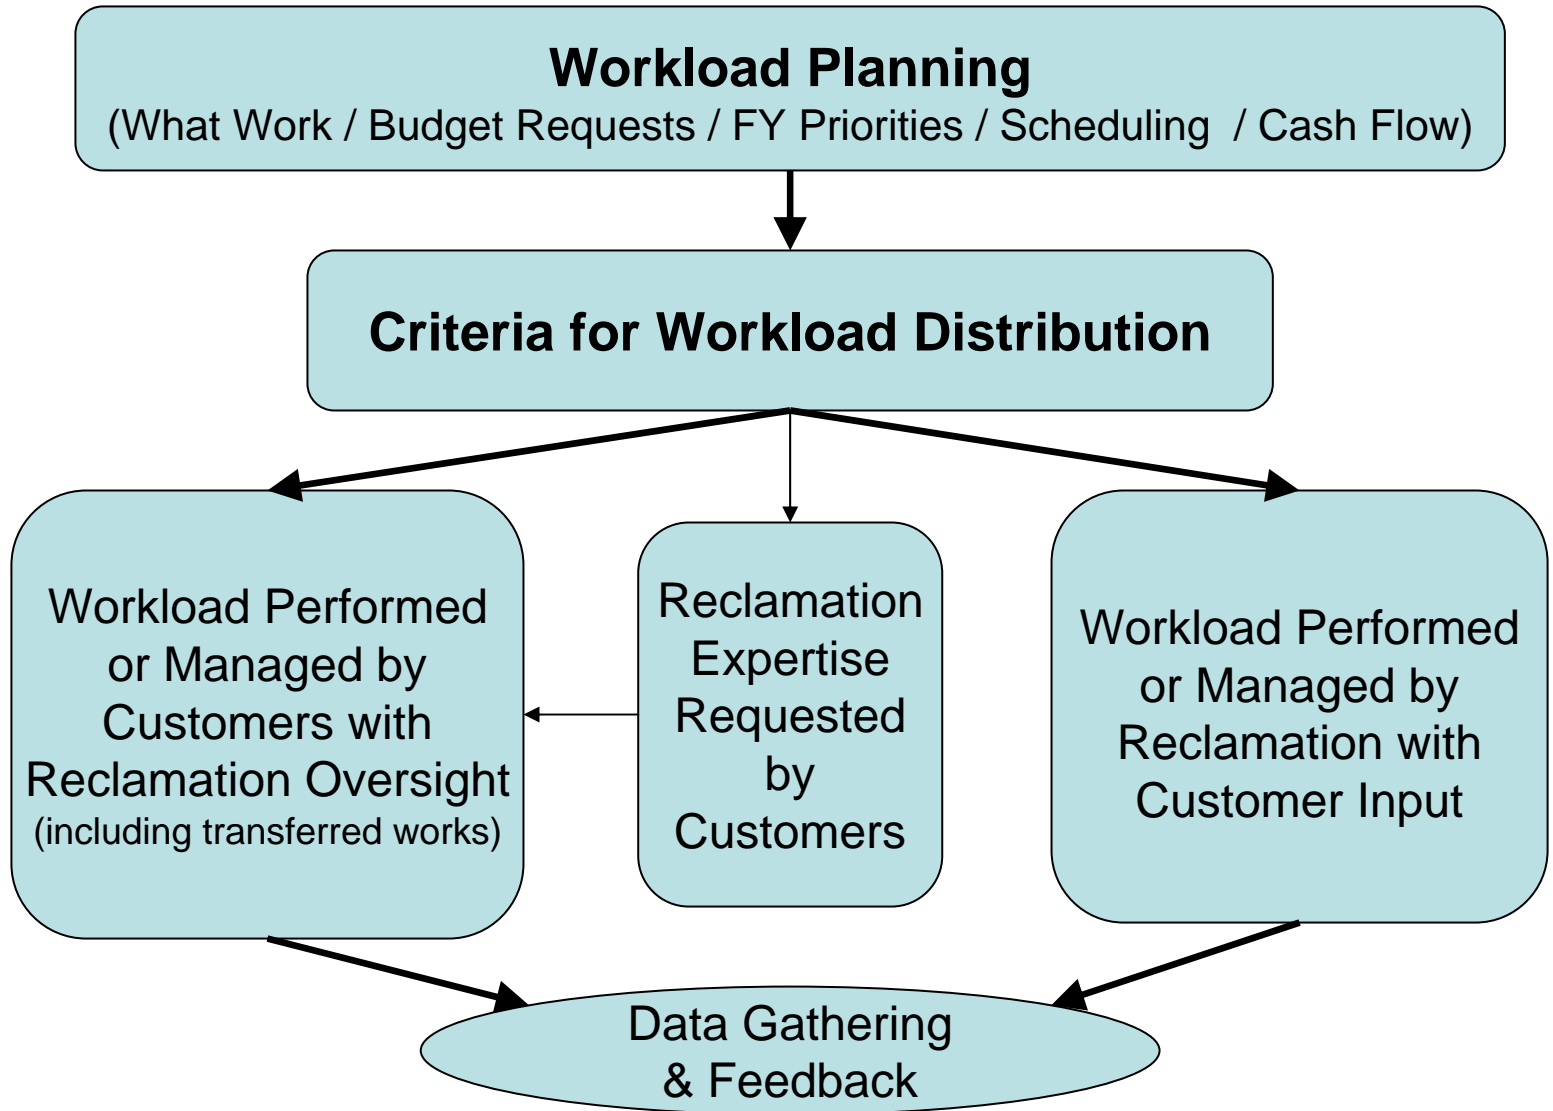 Workload Planning
(What Work / Budget Requests / FY Priorities / Scheduling / Cash Flow)
Criteria for Workload Distribution
Workload Performed
or Managed by
Customers with
Reclamation Oversight
(including transferred works)
Reclamation
Expertise
Requested
by
Customers
Workload Performed
or Managed by
Reclamation with
Customer Input
Data Gathering
& Feedback